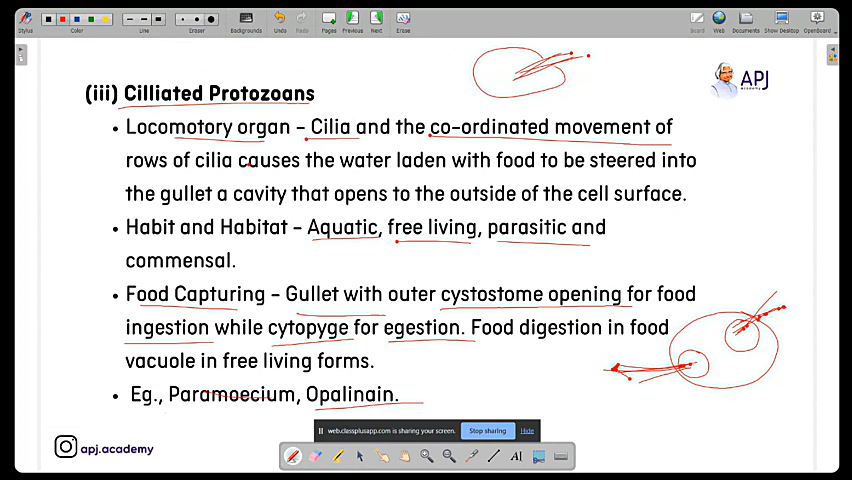 Stylus
Color
Line
Eraser
Backgrounds
Undo
Redo
Pages
Previous
Next
Erase
Board
Web
Documents
Show Desktop
OpenBoard
APJ
academy
(iii) Cilliated Protozoans
• Locomotory organ - Cilia and the co-ordinated movement of
rows of cilia causes the water laden with food to be steered into
the gullet a cavity that opens to the outside of the cell surface.
• Habit and Habitat - Aquatic, free living, parasitic and
commensal.
• Food Capturing - Gullet with outer cystostome opening for food
ingestion while cytopyge for egestion. Food digestion in food
vacuole in free living forms.
• Eg., Paramoecium, Opalinain.
web.classplusapp.com is sharing your screen.
Stop sharing
Hide
apj.academy